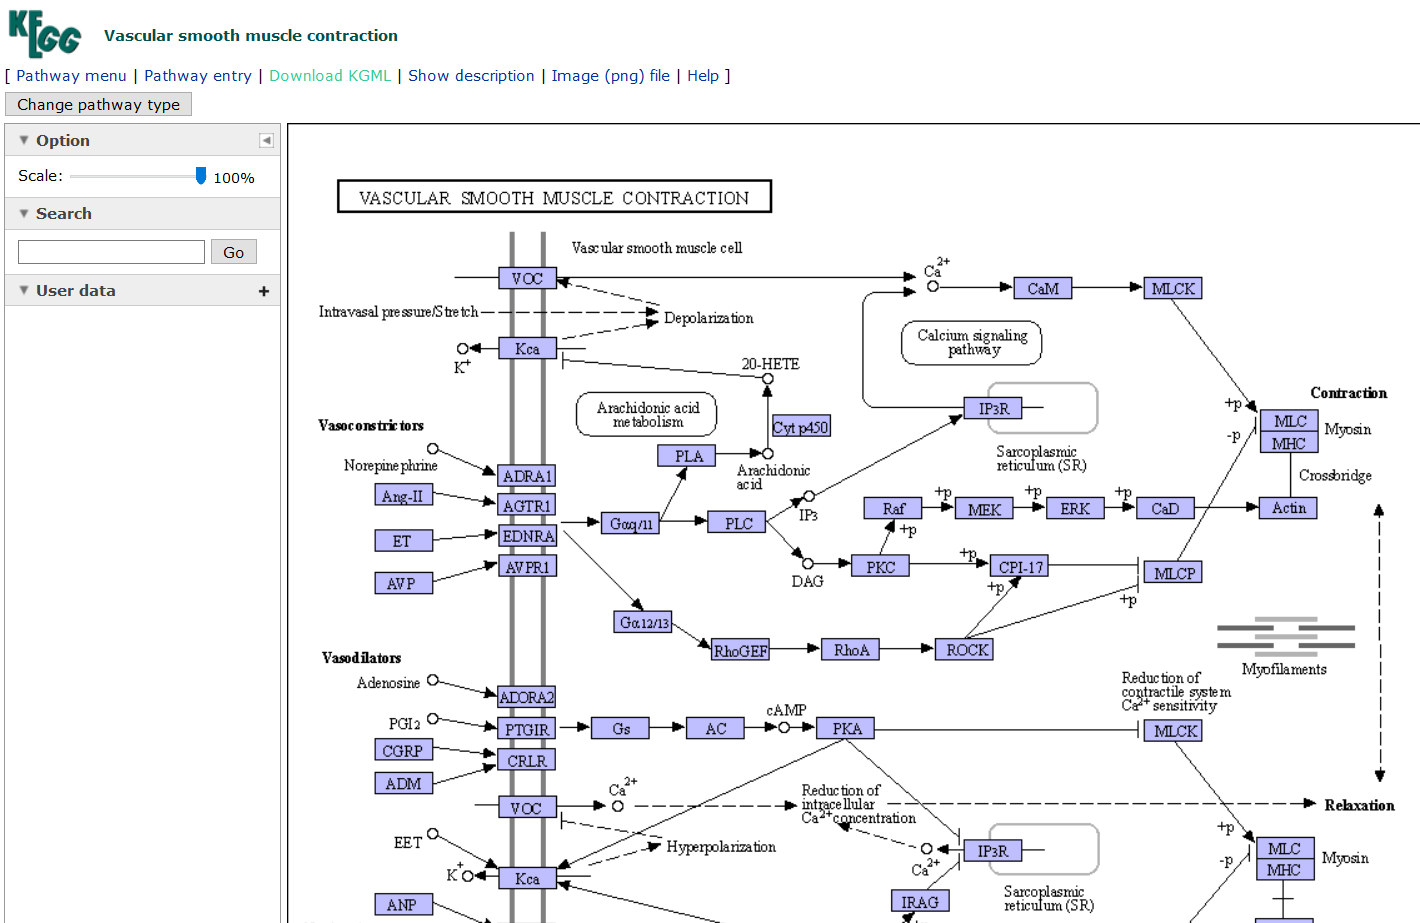 KEGG
Vascular smooth muscle contraction
[ Pathway menu | Pathway entry | Download KGML | Show description | Image (png) file | Help ]
Change pathway type
Option
Scale: 100%
Search
Go
User data +
VASCULAR SMOOTH MUSCLE CONTRACTION
Vascular smooth muscle cell
VOC
Ca2+
CaM
MLCK
Intravasal pressure/Stretch
Depolarization
Kca
K+
20-HETE
Calcium signaling
pathway
Arachidonic acid
metabolism
Cyt p450
IP3R
Sarcoplasmic
reticulum (SR)
Contraction
+p
-p
MLC
MHC
Myosin
Crossbridge
Vasoconstrictors
Norepinephrine
ADRA1
Ang-II
AGTR1
ET
EDNRA
AVP
AVPR1
PLA
Arachidonic
acid
Gαq/11
PLC
IP3
DAG
Raf
+p
MEK
+p
ERK
+p
CaD
Actin
+p
PKC
+p
CPI-17
MLCP
+p
+p
Gα12/13
RhoGEF
RhoA
ROCK
Myofilaments
Vasodilators
Adenosine
ADORA2
PGI2
PTGIR
CGRP
CRLR
ADM
Gs
AC
cAMP
PKA
Reduction of
contractile system
Ca2+ sensitivity
MLCK
VOC
Ca2+
Reduction of
intracellular
Ca2+ concentration
Relaxation
EET
Hyperpolarization
K+
Kca
Ca2+
IP3R
Sarcoplasmic
reticulum (SR)
+p
-p
MLC
MHC
Myosin
ANP
IRAG